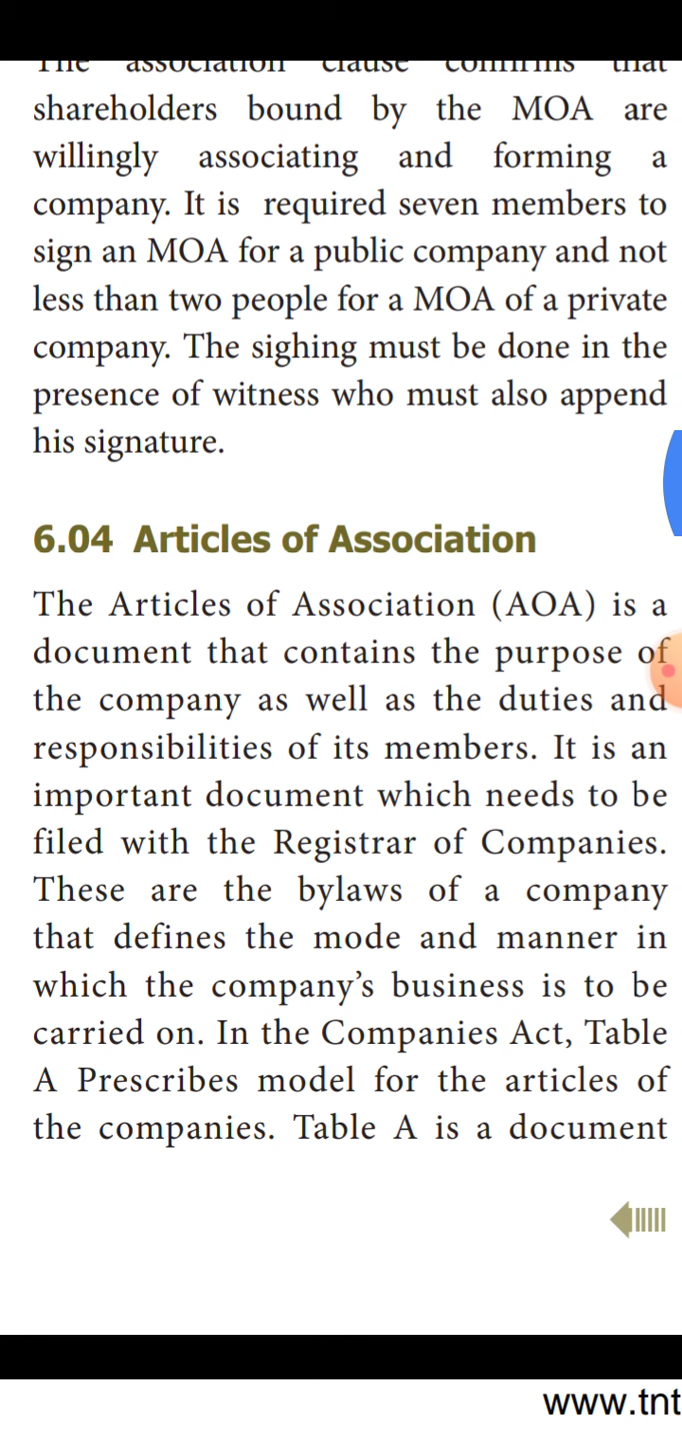 The association clause confirms that
shareholders bound by the MOA are
willingly associating and forming a
company. It is required seven members to
sign an MOA for a public company and not
less than two people for a MOA of a private
company. The sighing must be done in the
presence of witness who must also append
his signature.
6.04 Articles of Association
The Articles of Association (AOA) is a
document that contains the purpose of
the company as well as the duties and
responsibilities of its members. It is an
important document which needs to be
filed with the Registrar of Companies.
These are the bylaws of a company
that defines the mode and manner in
which the company’s business is to be
carried on. In the Companies Act, Table
A Prescribes model for the articles of
the companies. Table A is a document
www.tnt